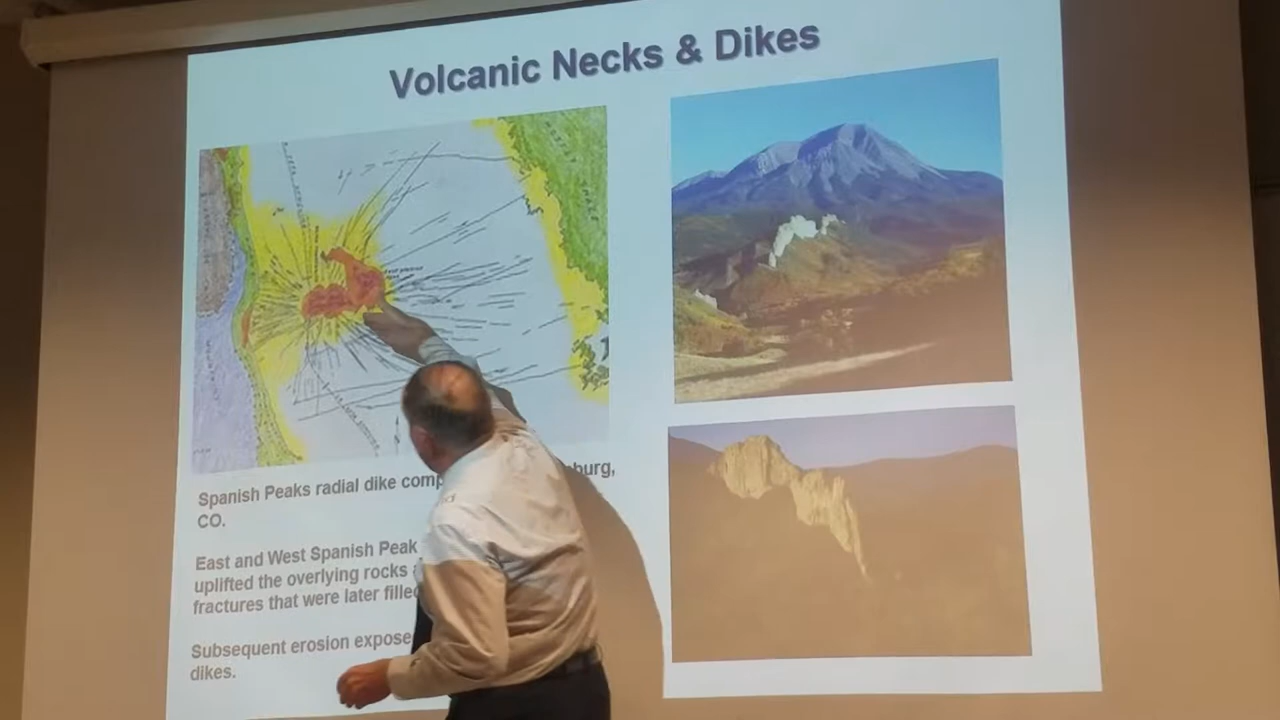 Volcanic Necks & Dikes
Spanish Peaks radial dike comp burg,
CO.
East and West Spanish Peak
uplifted the overlying rocks
fractures that were later fille
Subsequent erosion expose
dikes.